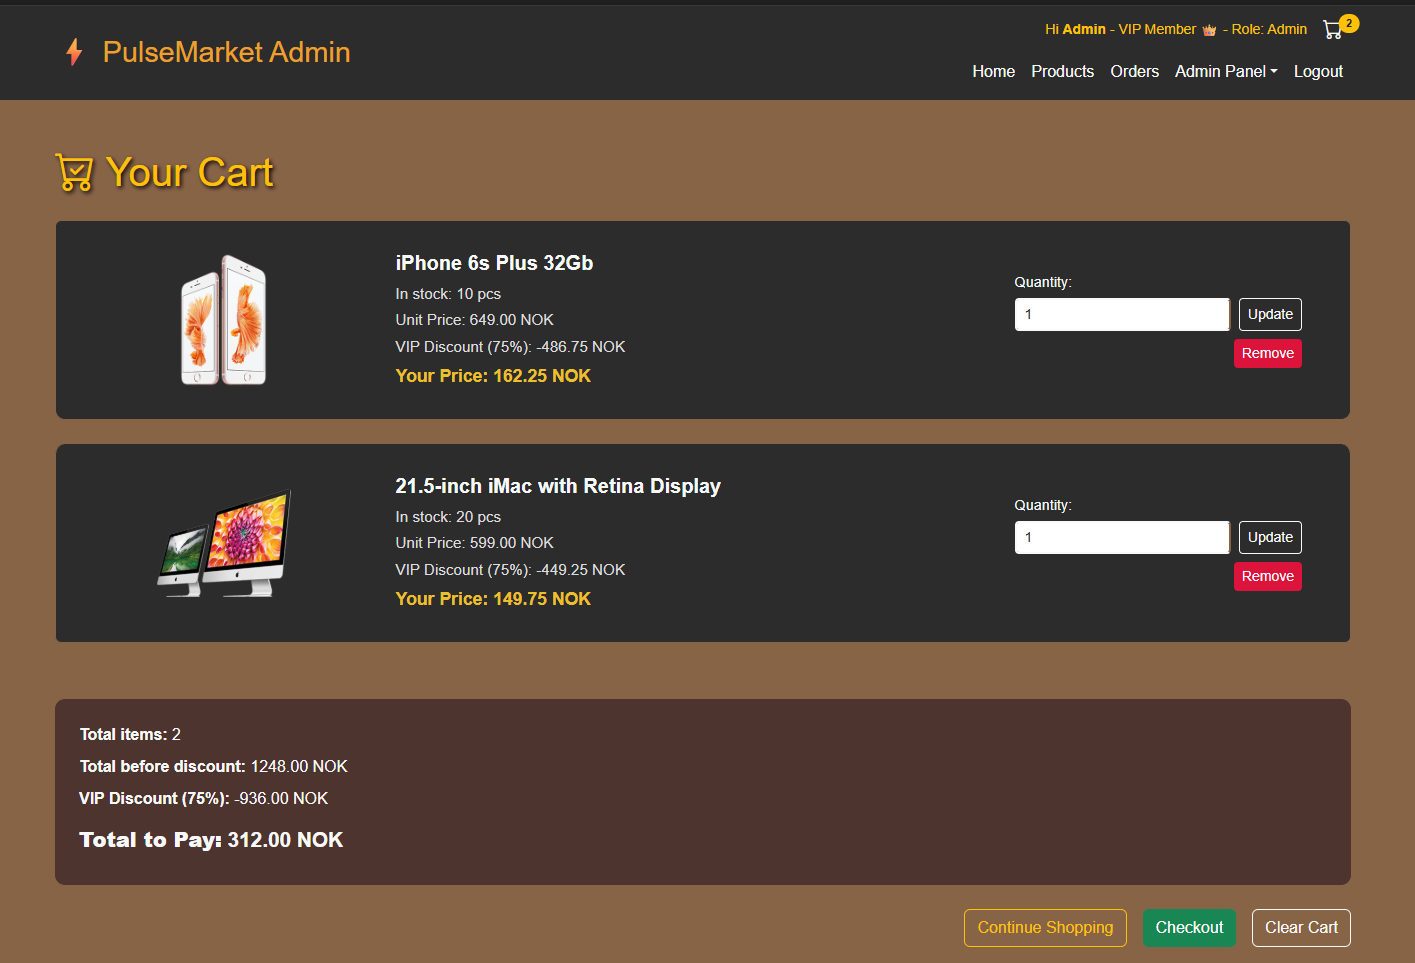 PulseMarket Admin
Hi Admin - VIP Member - Role: Admin
2
Home Products Orders Admin Panel Logout
Your Cart
iPhone 6s Plus 32Gb
In stock: 10 pcs
Unit Price: 649.00 NOK
VIP Discount (75%): -486.75 NOK
Your Price: 162.25 NOK
Quantity:
1
Update
Remove
21.5-inch iMac with Retina Display
In stock: 20 pcs
Unit Price: 599.00 NOK
VIP Discount (75%): -449.25 NOK
Your Price: 149.75 NOK
Quantity:
1
Update
Remove
Total items: 2
Total before discount: 1248.00 NOK
VIP Discount (75%): -936.00 NOK
Total to Pay: 312.00 NOK
Continue Shopping
Checkout
Clear Cart